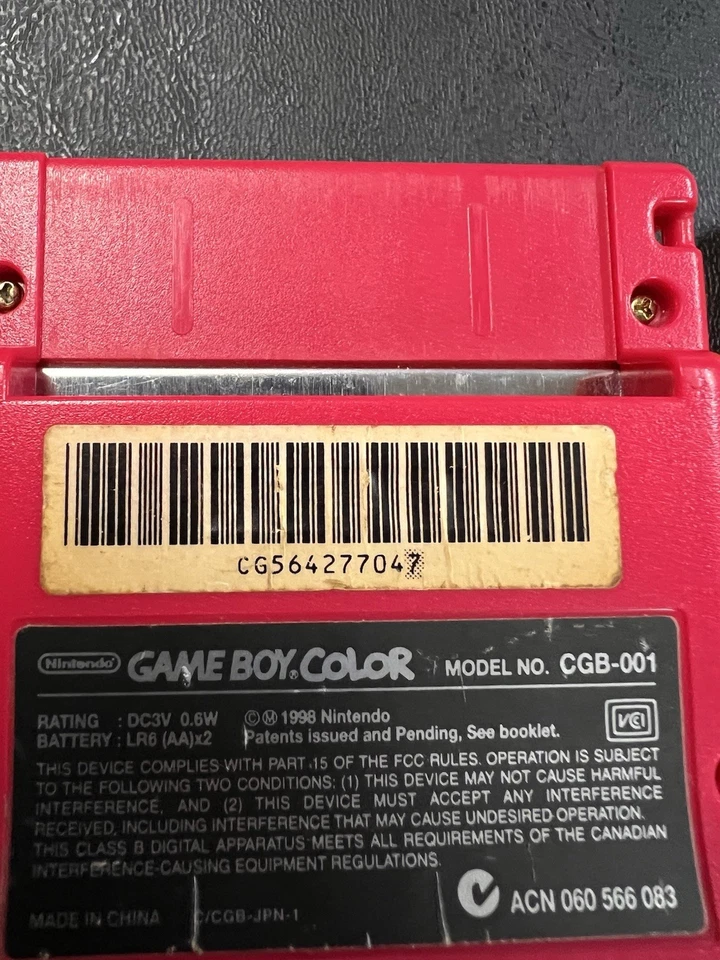 CG564277047
Nintendo GAME BOY COLOR MODEL NO. CGB-001
RATING : DC3V 0.6W ©Ⓜ 1998 Nintendo
BATTERY : LR6 (AA)x2 Patents issued and Pending, See booklet.
VCI
THIS DEVICE COMPLIES WITH PART 15 OF THE FCC RULES. OPERATION IS SUBJECT
TO THE FOLLOWING TWO CONDITIONS: (1) THIS DEVICE MAY NOT CAUSE HARMFUL
INTERFERENCE, AND (2) THIS DEVICE MUST ACCEPT ANY INTERFERENCE
RECEIVED, INCLUDING INTERFERENCE THAT MAY CAUSE UNDESIRED OPERATION.
THIS CLASS B DIGITAL APPARATUS MEETS ALL REQUIREMENTS OF THE CANADIAN
INTERFERENCE-CAUSING EQUIPMENT REGULATIONS.
MADE IN CHINA C/CGB-JPN-1 ACN 060 566 083